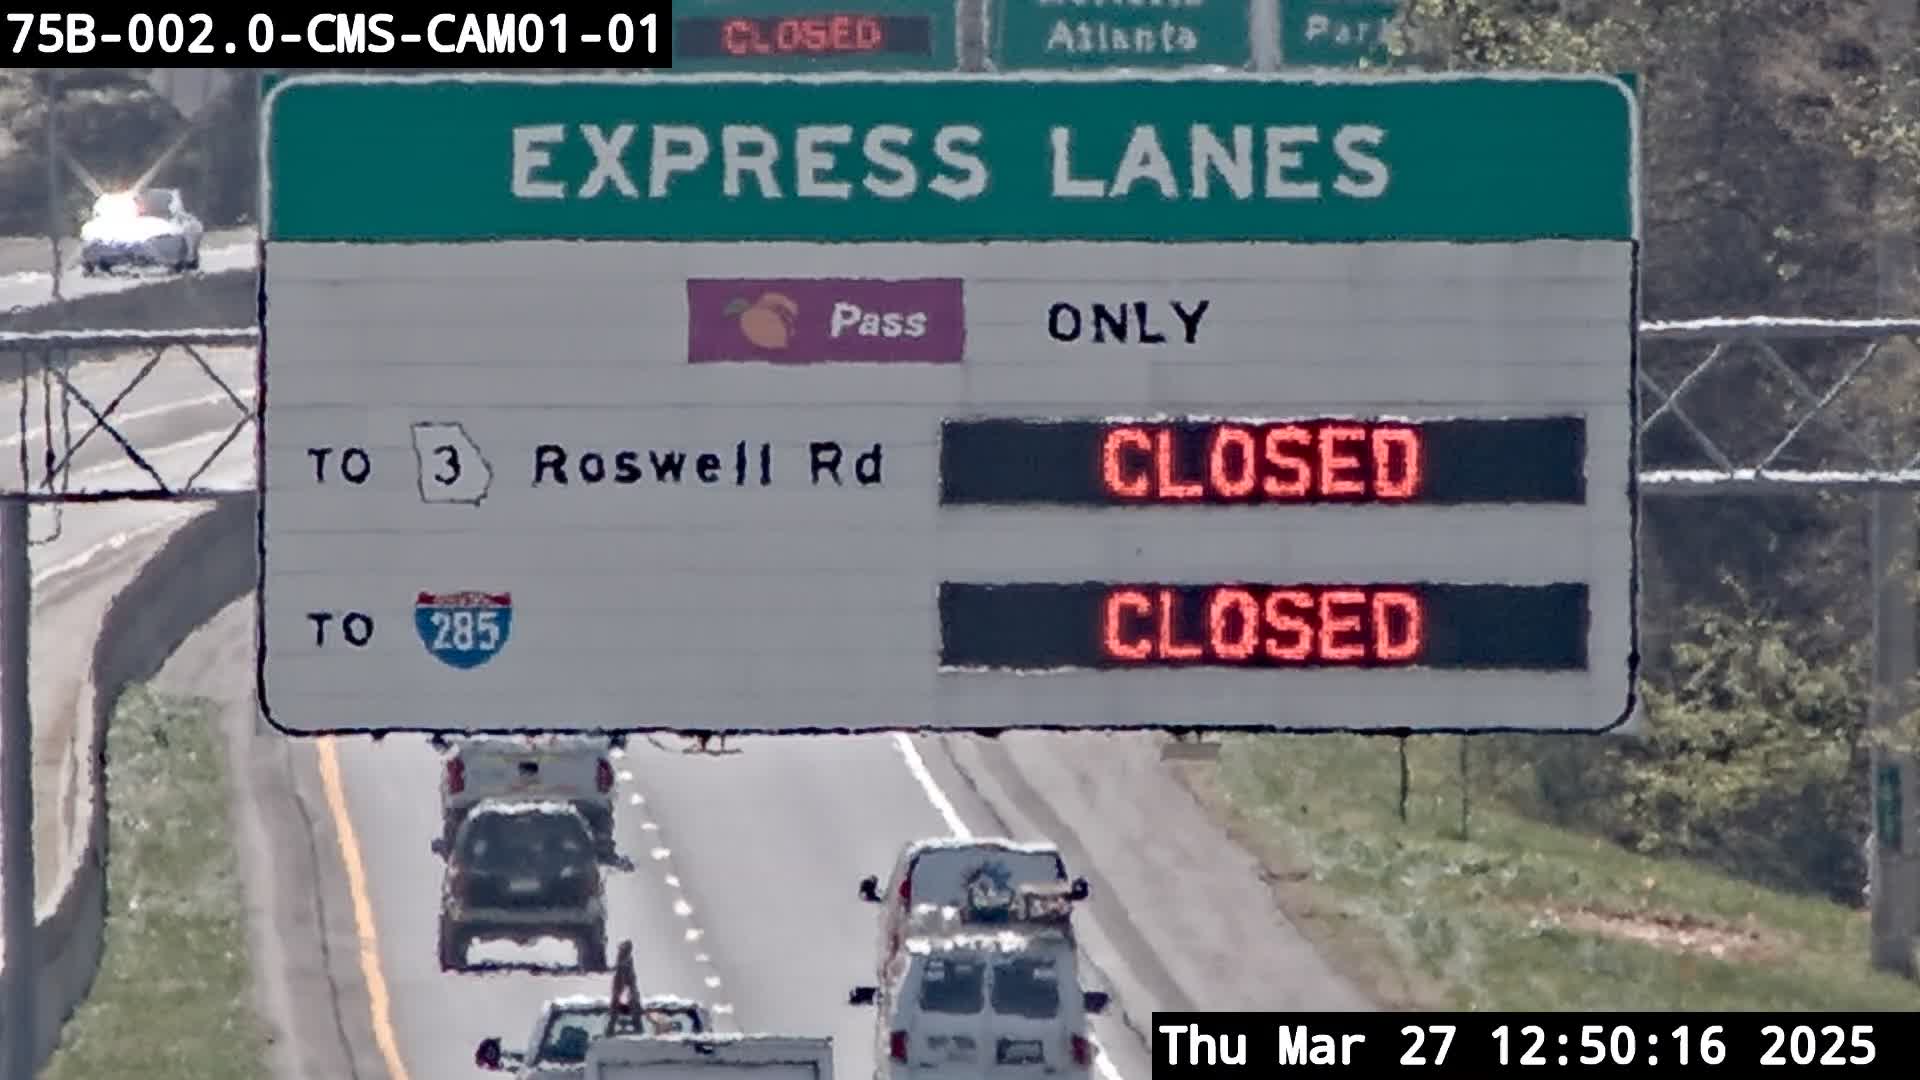 75B-002.0-CMS-CAM01-01
CLOSED
Atlanta
EXPRESS LANES
Pass ONLY
TO 3 Roswell Rd CLOSED
TO 285 CLOSED
Thu Mar 27 12:50:16 2025